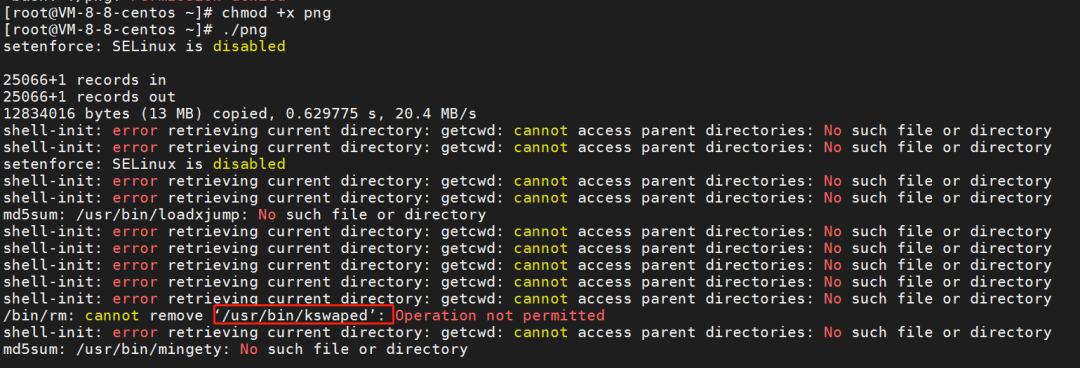 [root@VM-8-8-centos ~]# chmod +x png
[root@VM-8-8-centos ~]# ./png
setenforce: SELinux is disabled
25066+1 records in
25066+1 records out
12834016 bytes (13 MB) copied, 0.629775 s, 20.4 MB/s
shell-init: error retrieving current directory: getcwd: cannot access parent directories: No such file or directory
shell-init: error retrieving current directory: getcwd: cannot access parent directories: No such file or directory
setenforce: SELinux is disabled
shell-init: error retrieving current directory: getcwd: cannot access parent directories: No such file or directory
shell-init: error retrieving current directory: getcwd: cannot access parent directories: No such file or directory
md5sum: /usr/bin/loadxjump: No such file or directory
shell-init: error retrieving current directory: getcwd: cannot access parent directories: No such file or directory
shell-init: error retrieving current directory: getcwd: cannot access parent directories: No such file or directory
shell-init: error retrieving current directory: getcwd: cannot access parent directories: No such file or directory
shell-init: error retrieving current directory: getcwd: cannot access parent directories: No such file or directory
shell-init: error retrieving current directory: getcwd: cannot access parent directories: No such file or directory
/bin/rm: cannot remove ‘/usr/bin/kswaped’: Operation not permitted
shell-init: error retrieving current directory: getcwd: cannot access parent directories: No such file or directory
md5sum: /usr/bin/mingety: No such file or directory